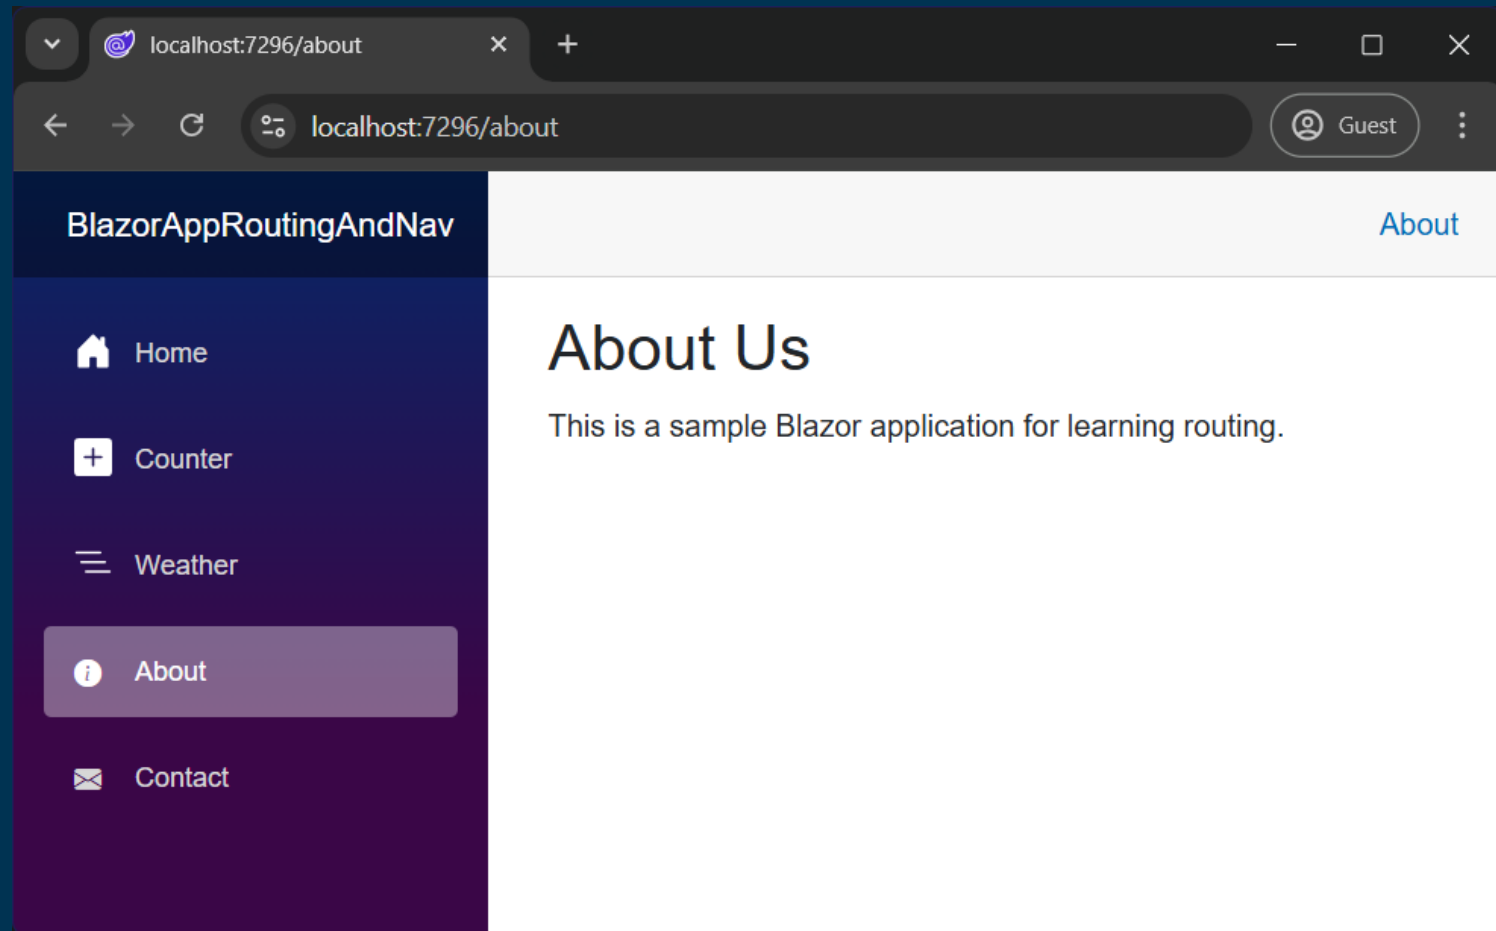 localhost:7296/about
localhost:7296/about
Guest
BlazorAppRoutingAndNav
About
Home
Counter
Weather
About
Contact
About Us
This is a sample Blazor application for learning routing.